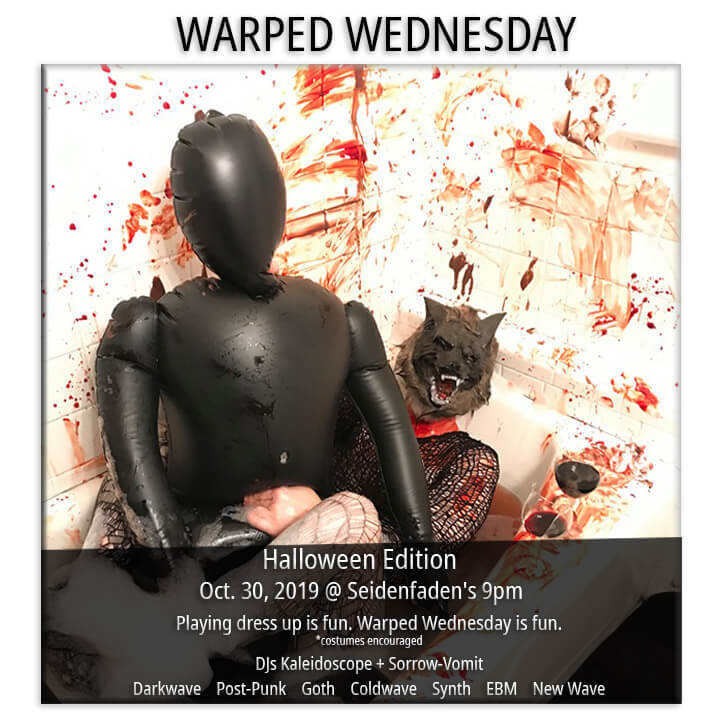 WARPED WEDNESDAY
Halloween Edition
Oct. 30, 2019 @ Seidenfaden's 9pm
Playing dress up is fun. Warped Wednesday is fun.
*costumes encouraged
DJs Kaleidoscope + Sorrow-Vomit
Darkwave Post-Punk Goth Coldwave Synth EBM New Wave